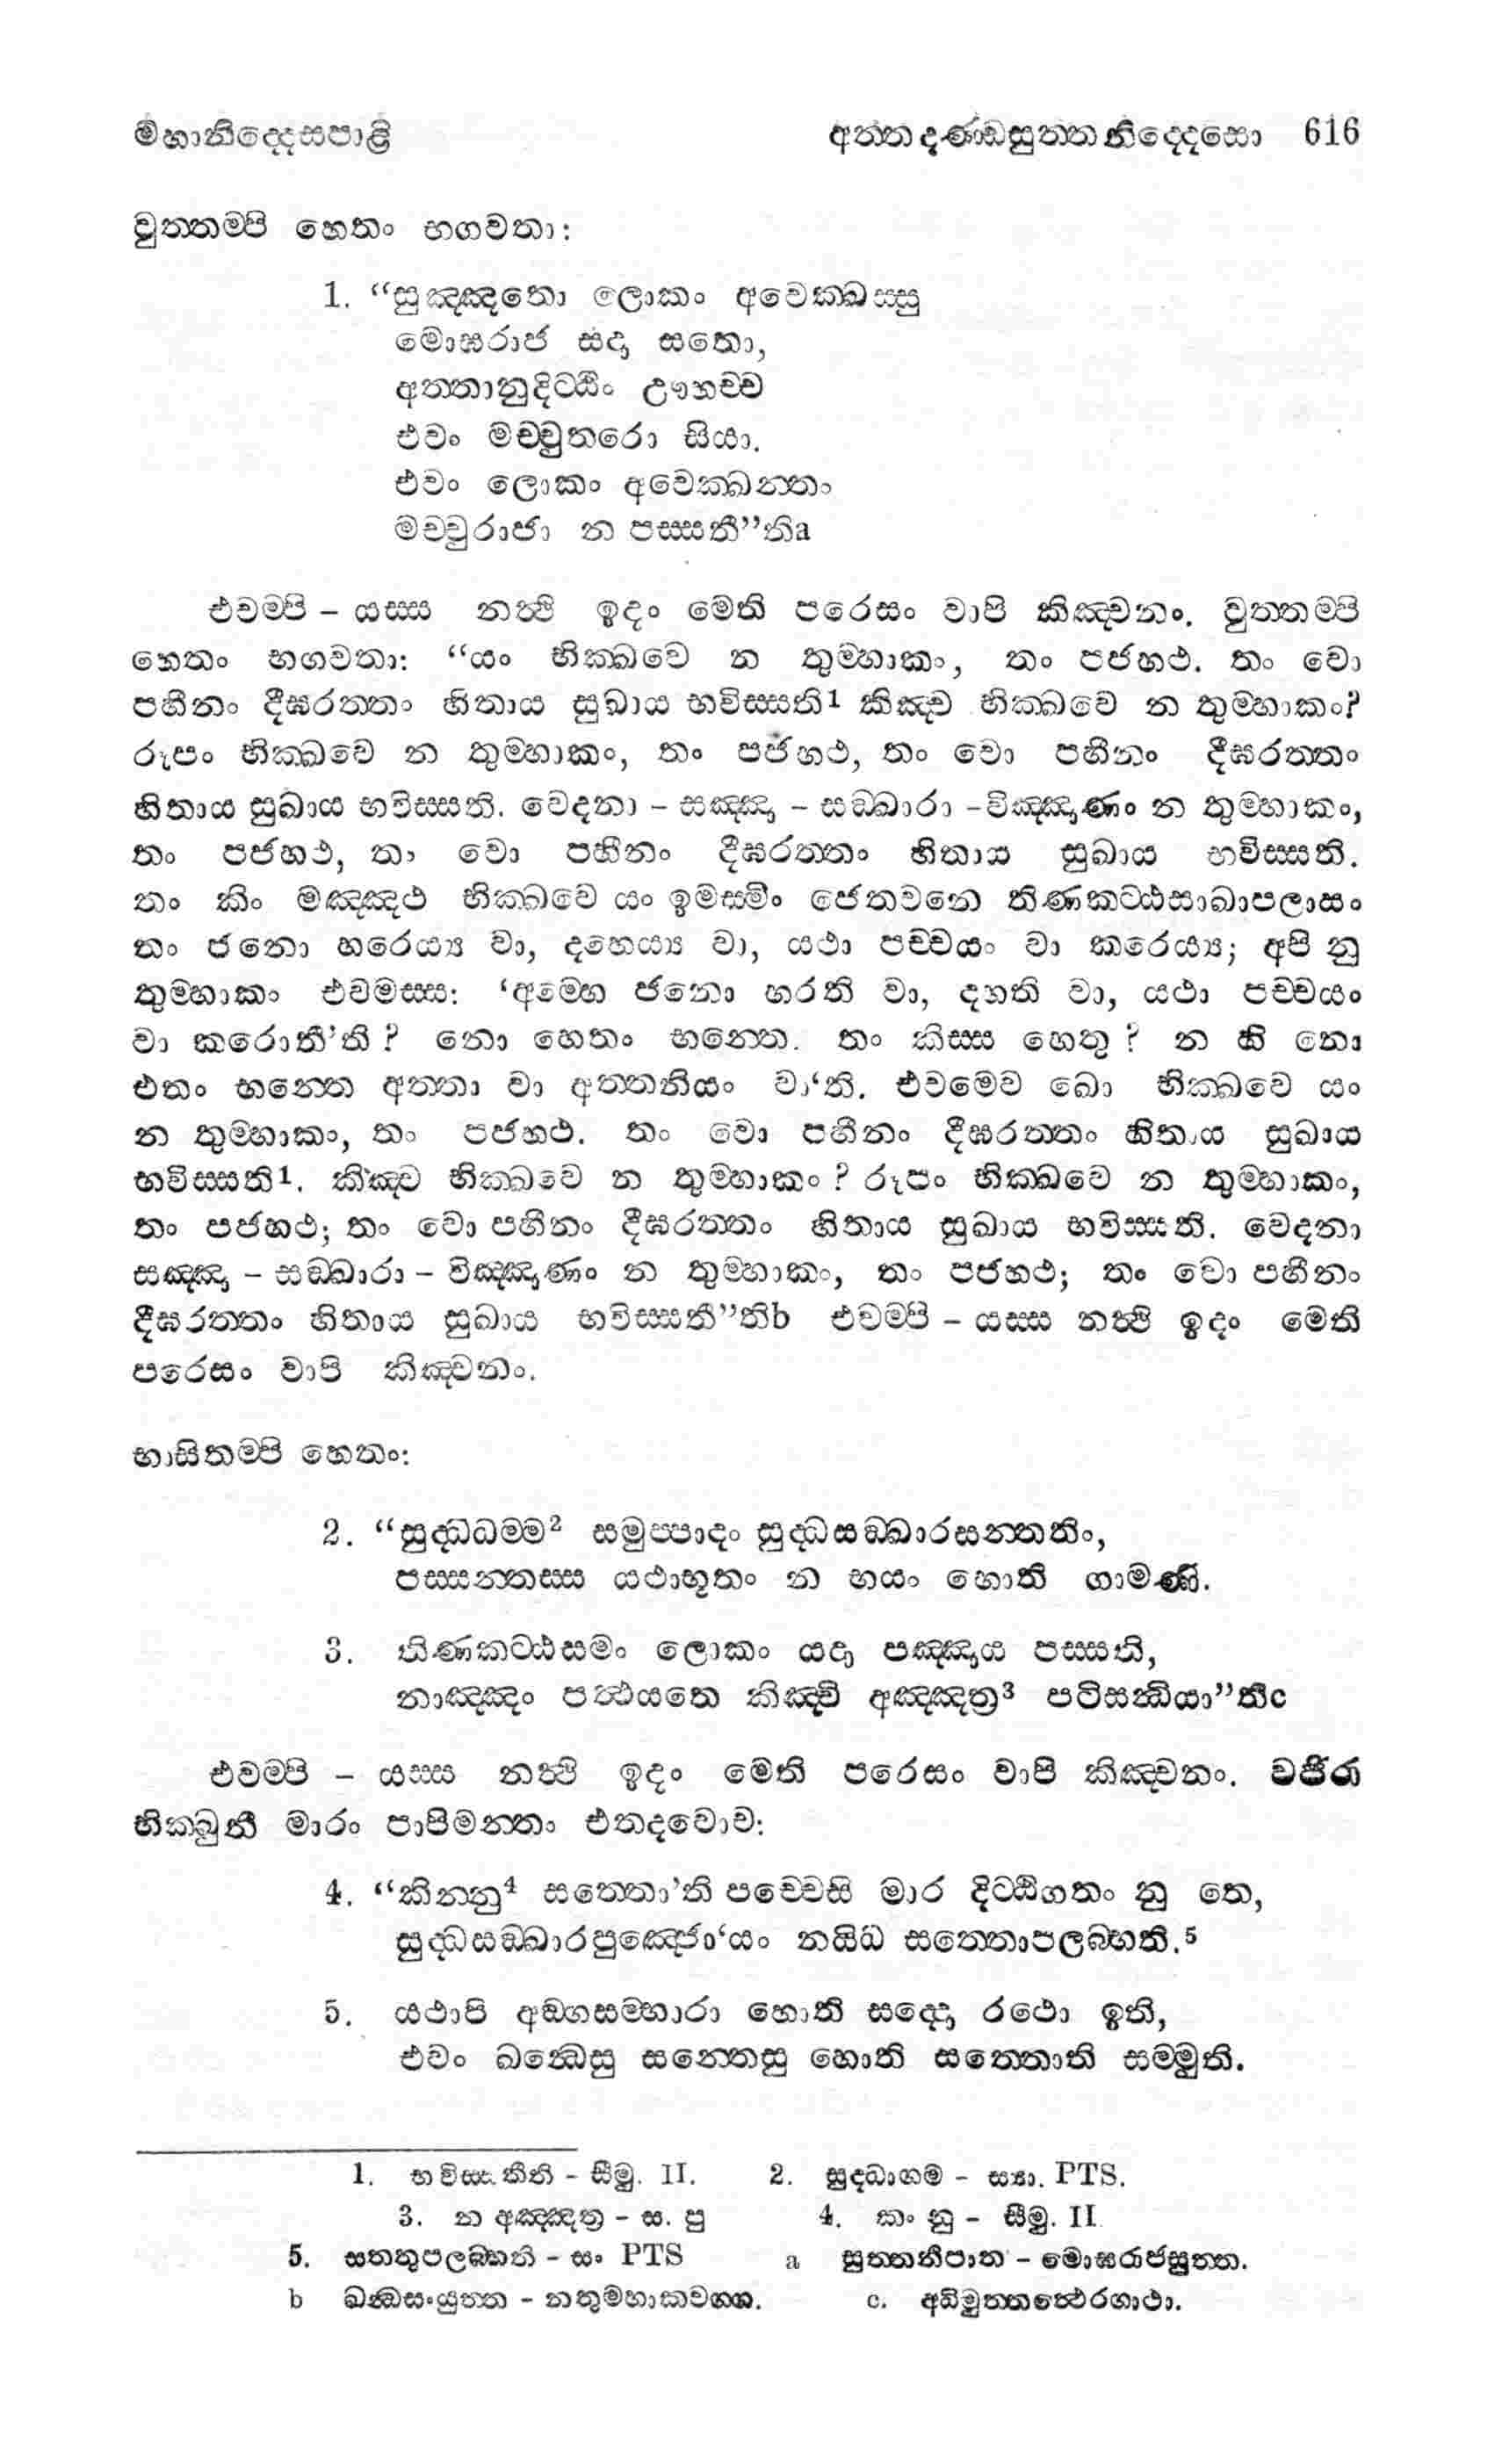 මහානිද්දෙසපාළි අත්තදණ්ඩසුත්තනිද්දෙසො 616
වුත්තම්පි හෙතං භගවතා:
1. “සුඤ්ඤතො ලොකං අවෙක්ඛස්සු
මොඝරාජ සදා සතො,
අත්තානුදිට්ඨිං ඌහච්ච
එවං මච්චුතරො සියා.
එවං ලොකං අවෙක්ඛන්තං
මච්චුරාජා න පස්සතී”තිa
එවම්පි – යස්ස නත්ථි ඉදං මෙති පරෙසං වාපි කිඤ්චනං. වුත්තම්පි
හෙතං භගවතා: “යං භික්ඛවෙ න තුම්හාකං, තං පජහථ. තං වො
පහීනං දීඝරත්තං හිතාය සුඛාය භවිස්සති1 කිඤ්ච භික්ඛවෙ න තුම්හාකං?
රූපං භික්ඛවෙ න තුම්හාකං, තං පජහථ, තං වො පහීනං දීඝරත්තං
හිතාය සුඛාය භවිස්සති. වෙදනා – සඤ්ඤා – සඞ්ඛාරා –විඤ්ඤාණං න තුම්හාකං,
තං පජහථ, තං වො පහීනං දීඝරත්තං හිතාය සුඛාය භවිස්සති.
තං කිං මඤ්ඤථ භික්ඛවෙ යං ඉමස්මිං ජෙතවනෙ තිණකට්ඨසාඛාපලාසං
තං ජනො හරෙය්‍ය වා, දහෙය්‍ය වා, යථා පච්චයං වා කරෙය්‍ය; අපි නු
තුම්හාකං එවමස්ස: ‘අම්හෙ ජනො හරති වා, දහති වා, යථා පච්චයං
වා කරොතී’ති? නො හෙතං භන්තෙ. තං කිස්ස හෙතු? න හි නො
එතං භන්තෙ අත්තා වා අත්තනියං වා‘ති. එවමෙව ඛො භික්ඛවෙ යං
න තුම්හාකං, තං පජහථ. තං වො පහීනං දීඝරත්තං හිතාය සුඛාය
භවිස්සති1. කිඤ්ච භික්ඛවෙ න තුම්හාකං? රූපං භික්ඛවෙ න තුම්හාකං,
තං පජහථ; තං වො පහීනං දීඝරත්තං හිතාය සුඛාය භවිස්සති. වෙදනා
සඤ්ඤා – සඞ්ඛාරා – විඤ්ඤාණං න තුම්හාකං, තං පජහථ; තං වො පහීනං
දීඝරත්තං හිතාය සුඛාය භවිස්සතී”තිb එවම්පි – යස්ස නත්ථි ඉදං මෙති
පරෙසං වාපි කිඤ්චනං.
භාසිතම්පි හෙතං:
2. “සුද්ධධම්ම2 සමුප්පාදං සුද්ධසඞ්ඛාරසන්තතිං,
පස්සන්තස්ස යථාභූතං න භයං හොති ගාමණි.
3. තිණකට්ඨසමං ලොකං යදා පඤ්ඤාය පස්සති,
නාඤ්ඤං පත්ථයතෙ කිඤ්චි අඤ්ඤත්‍ර3 පටිසන්ධියා”තීc
එවම්පි – යස්ස නත්ථි ඉදං මෙති පරෙසං වාපි කිඤ්චනං. වජිරා
භික්ඛුනී මාරං පාපිමන්තං එතදවොච:
4. “කින්නු4 සත්තො’ති පච්චෙසි මාර දිට්ඨිගතං නු තෙ,
සුද්ධසඞ්ඛාරපුඤ්ජො‘යං නයිධ සත්තොපලබ්භති.5
5. යථාපි අඞ්ගසම්භාරා හොති සද්දො රථො ඉති,
එවං ඛන්ධෙසු සන්තෙසු හොති සත්තොති සම්මුති.
1. භවිස්සතීති – සීමු. II. 2. සුද්ධාගම – ස්‍යා. PTS.
3. න අඤ්ඤත්‍ර – ස. පු 4. කං නු – සීමු. II
5. සත්තුපලබ්භති – සං PTS a සුත්තනිපාත – මොඝරාජසුත්ත.
b ඛන්ධසංයුත්ත – නතුම්හාකවග්ග. c. අධිමුත්තත්ථෙරගාථා.